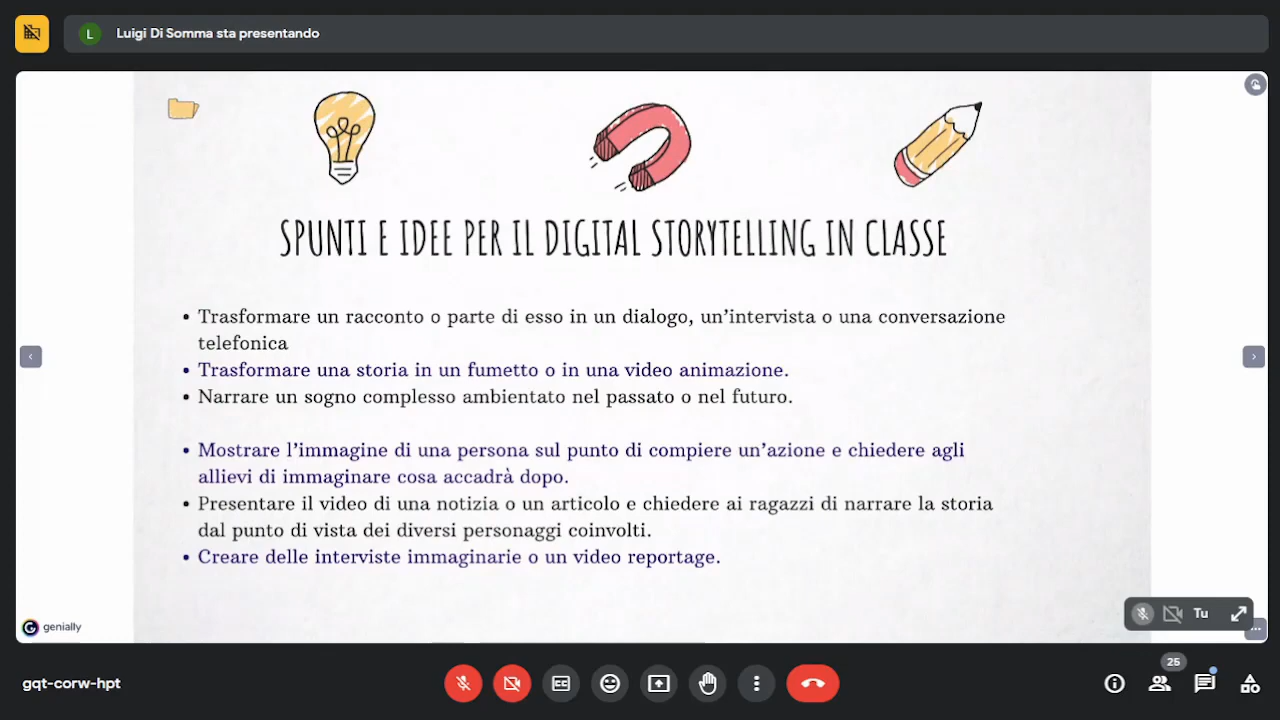 L Luigi Di Somma sta presentando
SPUNTI E IDEE PER IL DIGITAL STORYTELLING IN CLASSE
• Trasformare un racconto o parte di esso in un dialogo, un’intervista o una conversazione
telefonica
• Trasformare una storia in un fumetto o in una video animazione.
• Narrare un sogno complesso ambientato nel passato o nel futuro.
• Mostrare l’immagine di una persona sul punto di compiere un’azione e chiedere agli
allievi di immaginare cosa accadrà dopo.
• Presentare il video di una notizia o un articolo e chiedere ai ragazzi di narrare la storia
dal punto di vista dei diversi personaggi coinvolti.
• Creare delle interviste immaginarie o un video reportage.
Tu
genially
25
gqt-corw-hpt